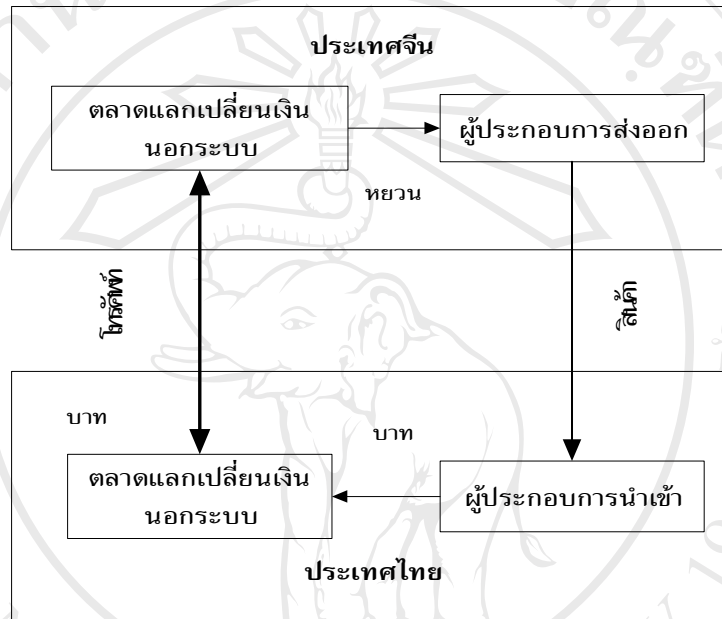 ประเทศจีน
ตลาดแลกเปลี่ยนเงิน
นอกระบบ
ผู้ประกอบการส่งออก
หยวน
โทรศัพท์
สินค้า
บาท
บาท
ตลาดแลกเปลี่ยนเงิน
นอกระบบ
ผู้ประกอบการนำเข้า
ประเทศไทย